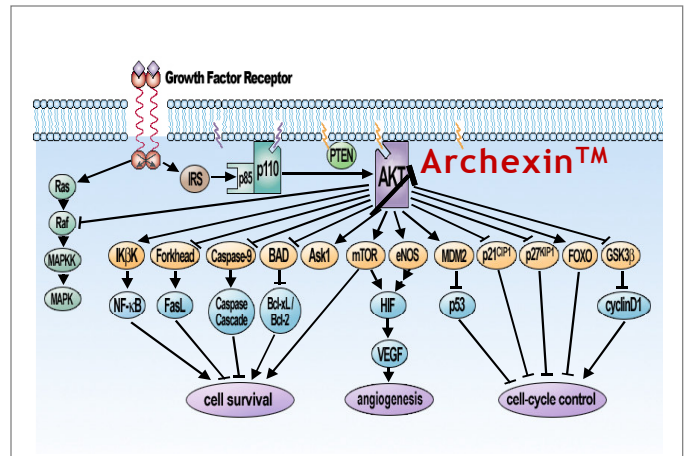 Growth Factor Receptor
Archexin™
PTEN
p110
p85
IRS
AKT
Ras
Raf
MAPKK
MAPK
IKβK
Forkhead
Caspase-9
BAD
Ask1
mTOR
eNOS
MDM2
p21CIP1
p27KIP1
FOXO
GSK3β
NF-κB
FasL
Caspase
Cascade
Bcl-xL/
Bcl-2
HIF
p53
cyclinD1
VEGF
cell survival
angiogenesis
cell-cycle control